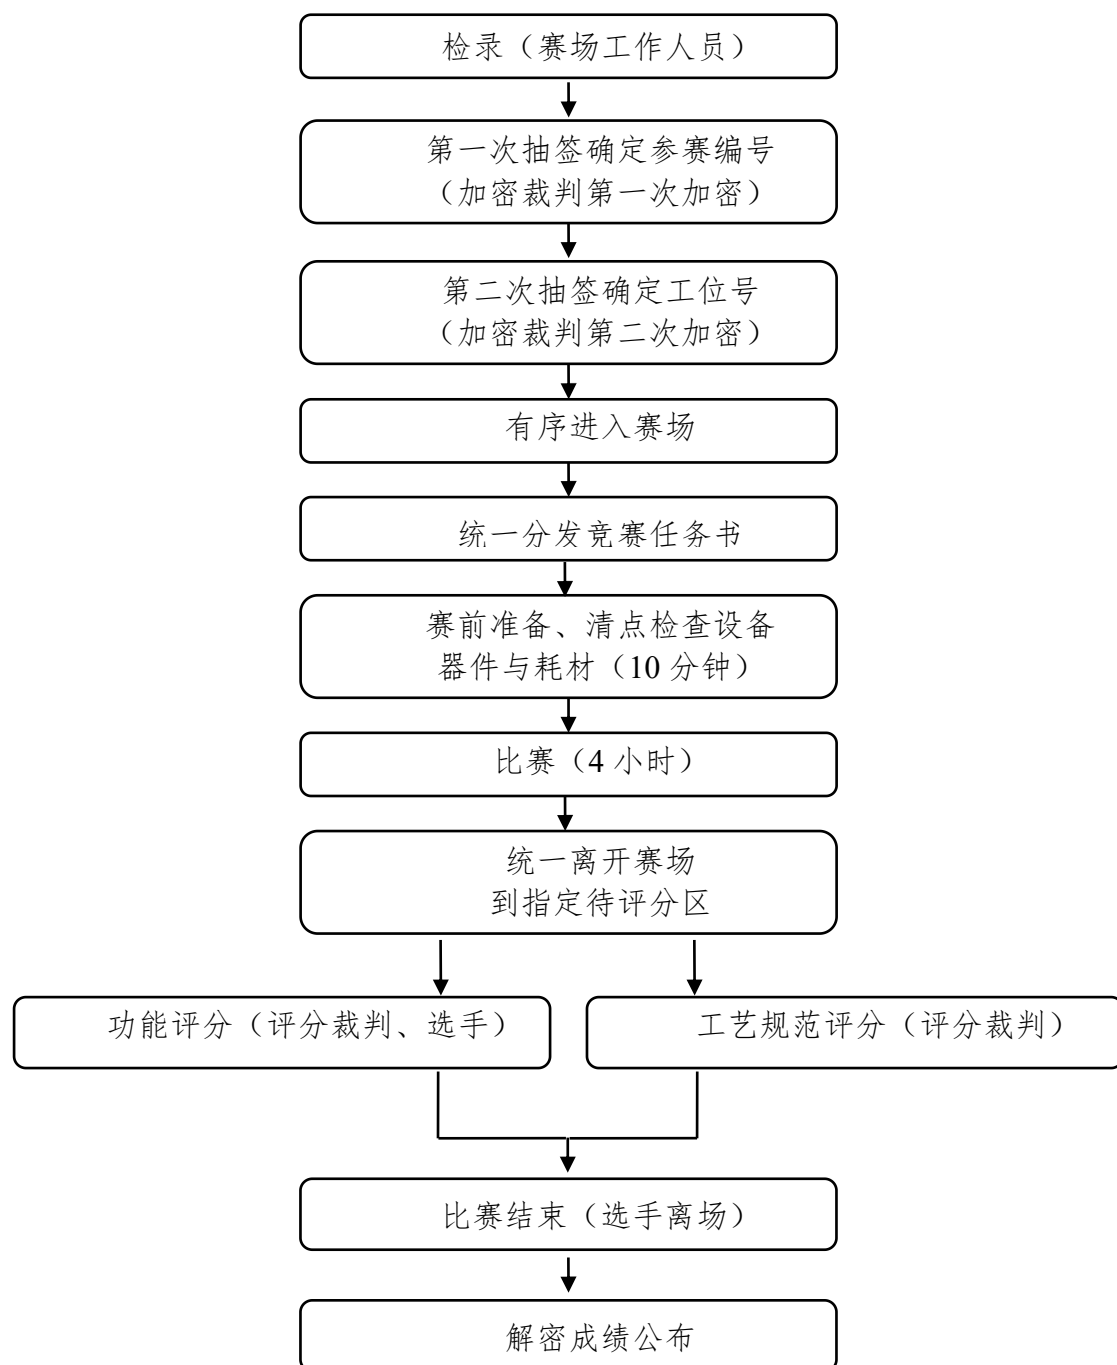 检录（赛场工作人员）
第一次抽签确定参赛编号
（加密裁判第一次加密）
第二次抽签确定工位号
（加密裁判第二次加密）
有序进入赛场
统一分发竞赛任务书
赛前准备、清点检查设备
器件与耗材（10 分钟）
比赛（4 小时）
统一离开赛场
到指定待评分区
功能评分（评分裁判、选手）
工艺规范评分（评分裁判）
比赛结束（选手离场）
解密成绩公布